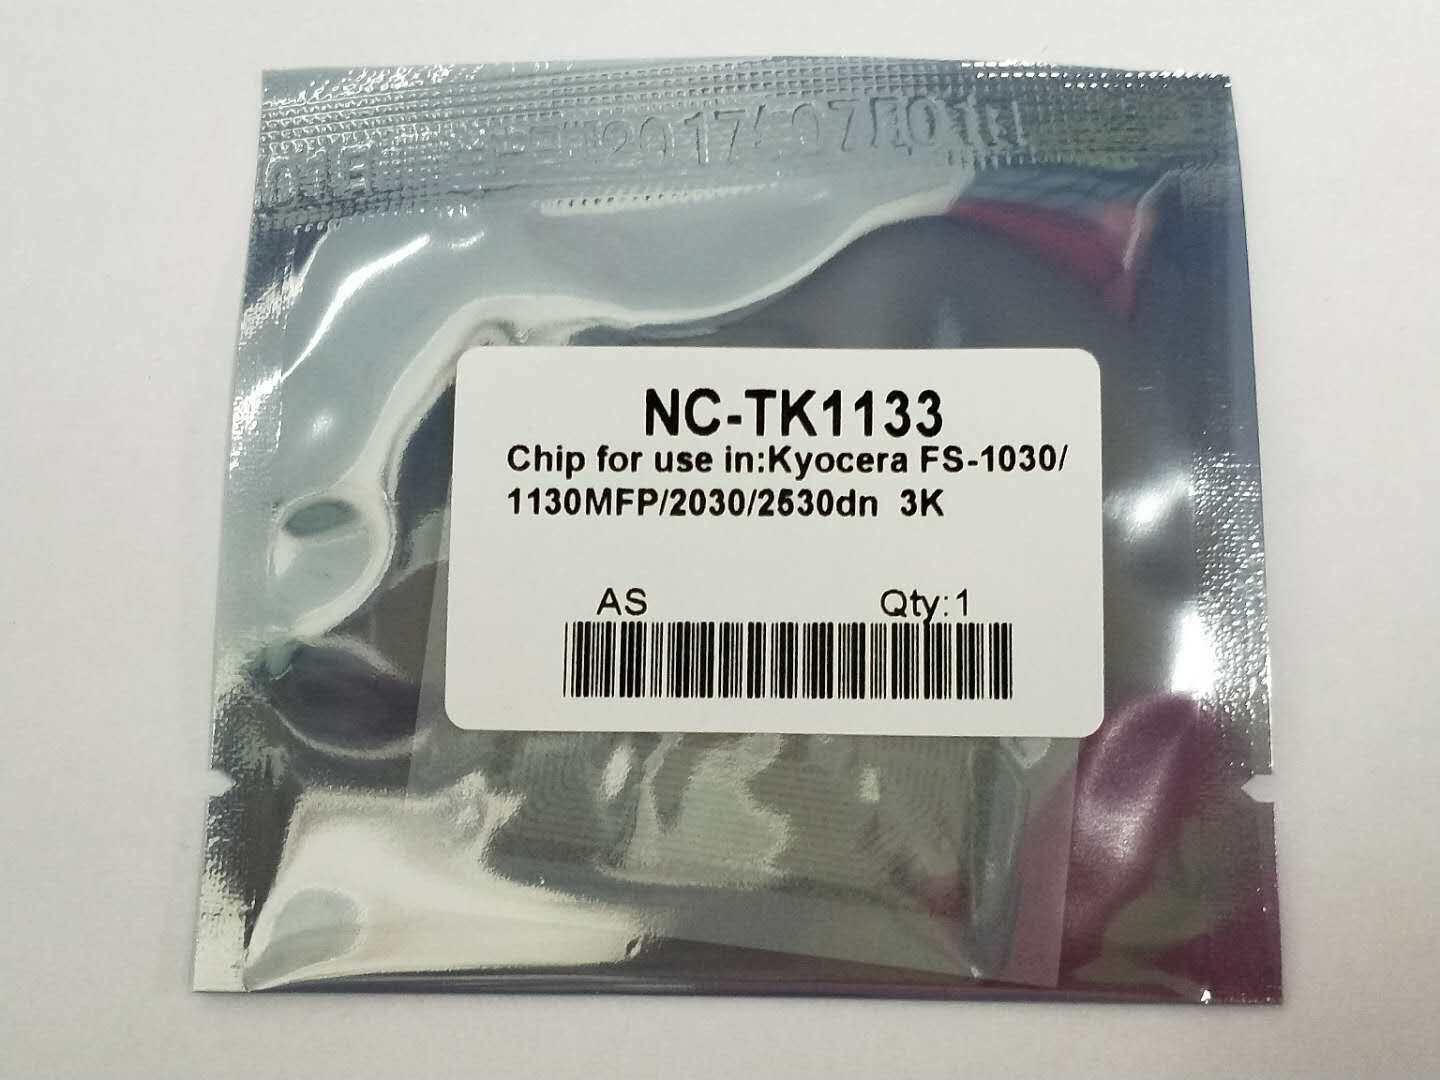 NC-TK1133
Chip for use in:Kyocera FS-1030/
1130MFP/2030/2530dn 3K
AS Qty:1